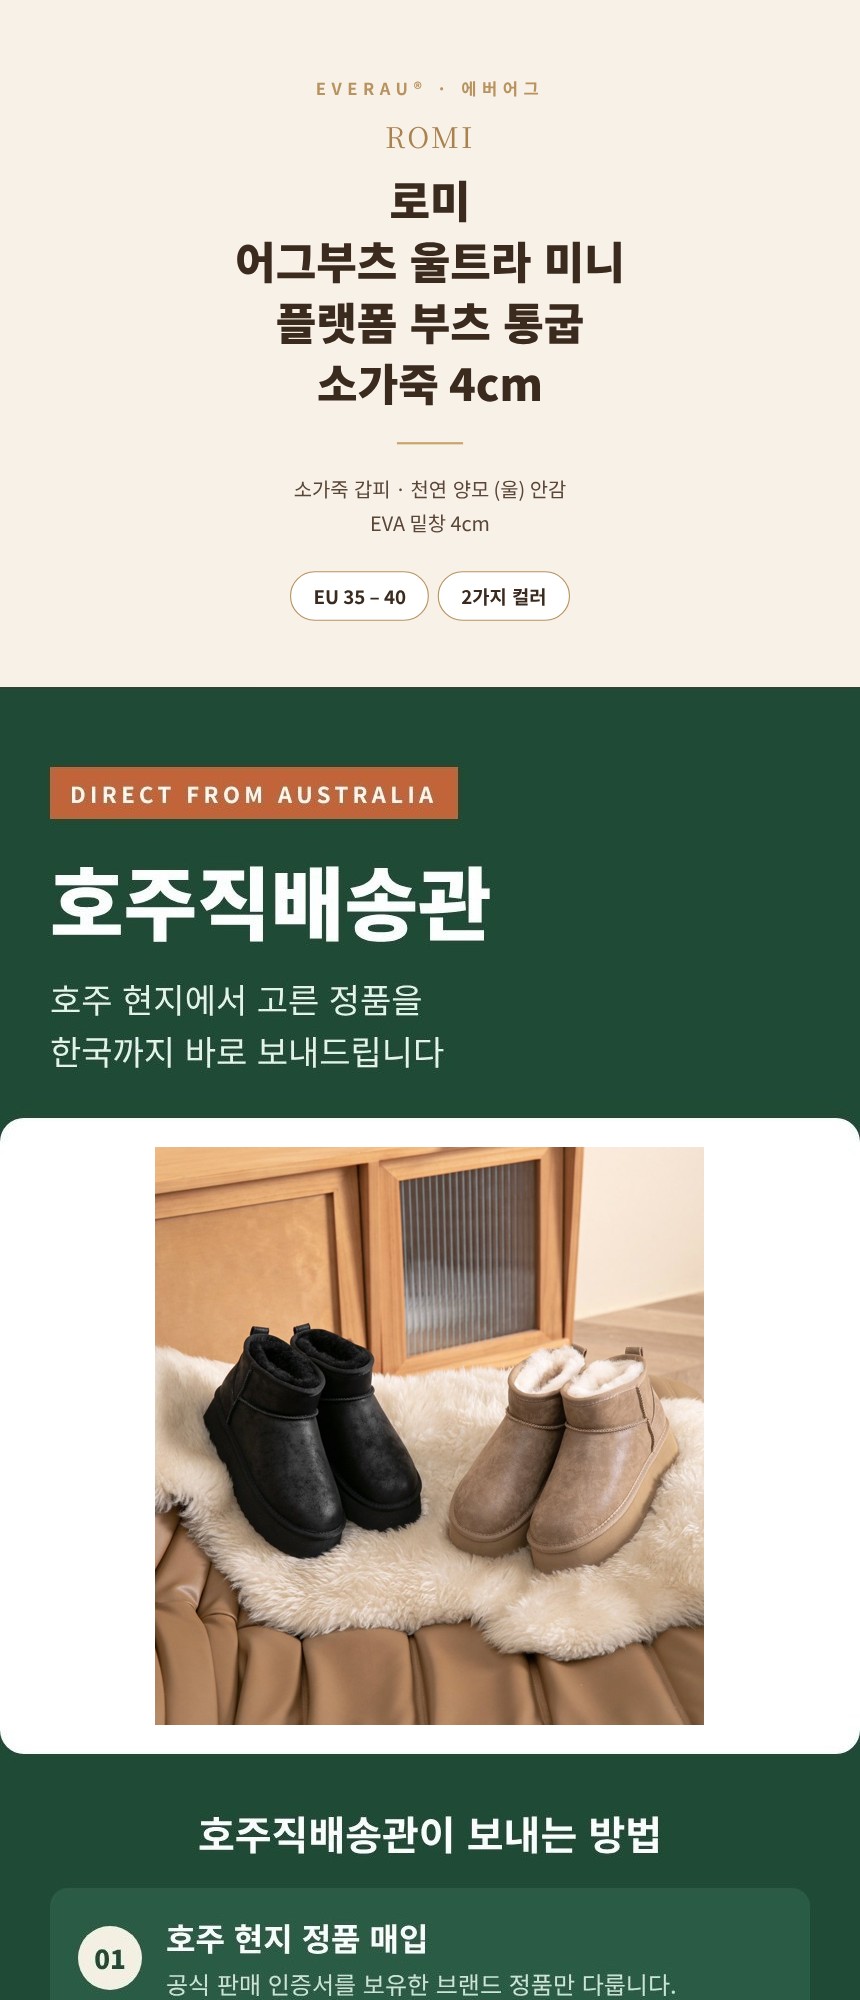 EVERAU® · 에버어그
ROMI
로미
어그부츠 울트라 미니
플랫폼 부츠 통굽
소가죽 4cm
소가죽 갑피 · 천연 양모 (울) 안감
EVA 밑창 4cm
EU 35 – 40
2가지 컬러
DIRECT FROM AUSTRALIA
호주직배송관
호주 현지에서 고른 정품을
한국까지 바로 보내드립니다
호주직배송관이 보내는 방법
01
호주 현지 정품 매입
공식 판매 인증서를 보유한 브랜드 정품만 다룹니다.